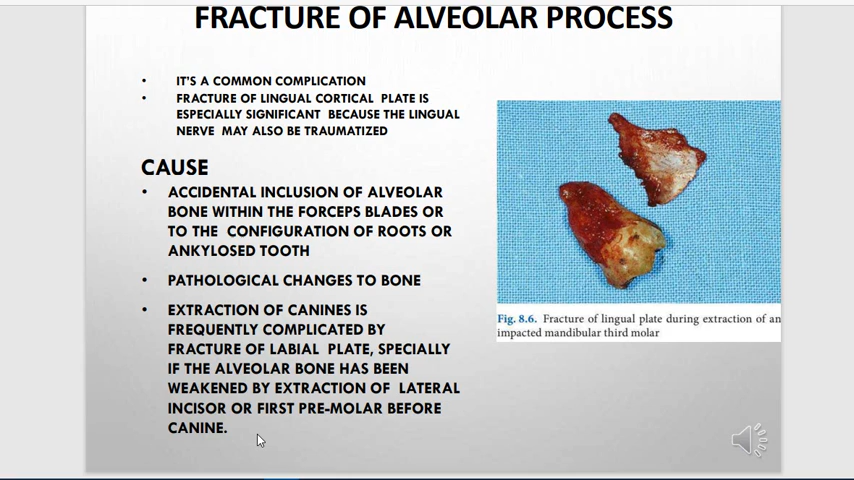 FRACTURE OF ALVEOLAR PROCESS
• IT'S A COMMON COMPLICATION
• FRACTURE OF LINGUAL CORTICAL PLATE IS
ESPECIALLY SIGNIFICANT BECAUSE THE LINGUAL
NERVE MAY ALSO BE TRAUMATIZED
CAUSE
• ACCIDENTAL INCLUSION OF ALVEOLAR
BONE WITHIN THE FORCEPS BLADES OR
TO THE CONFIGURATION OF ROOTS OR
ANKYLOSED TOOTH
• PATHOLOGICAL CHANGES TO BONE
• EXTRACTION OF CANINES IS
FREQUENTLY COMPLICATED BY
FRACTURE OF LABIAL PLATE, SPECIALLY
IF THE ALVEOLAR BONE HAS BEEN
WEAKENED BY EXTRACTION OF LATERAL
INCISOR OR FIRST PRE-MOLAR BEFORE
CANINE.
Fig. 8.6. Fracture of lingual plate during extraction of an
impacted mandibular third molar